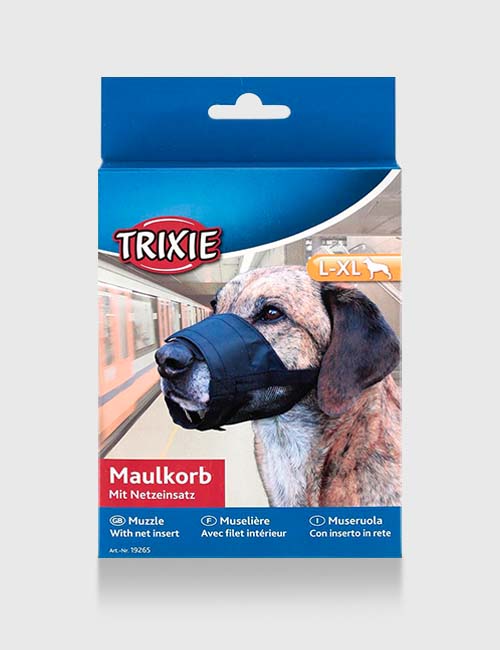 TRIXIE
L-XL
Maulkorb
Mit Netzeinsatz
GB Muzzle
With net insert
F Muselière
Avec filet intérieur
I Museruola
Con inserto in rete
Art.-Nr. 19265